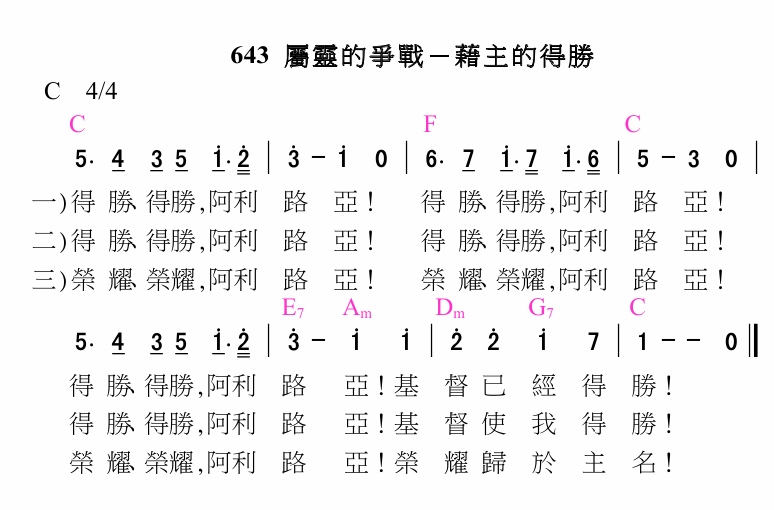 643 屬靈的爭戰－藉主的得勝
C 4/4
C F C
5· 4 3 5 1̇· 2̇ | 3̇ － 1̇ 0 | 6· 7 1̇· 7 1̇· 6 | 5 － 3 0 |
一)得 勝、得勝,阿利 路 亞! 得 勝、得勝,阿利 路 亞!
二)得 勝、得勝,阿利 路 亞! 得 勝、得勝,阿利 路 亞!
三)榮 耀、榮耀,阿利 路 亞! 榮 耀、榮耀,阿利 路 亞!
E7 Am Dm G7 C
5· 4 3 5 1̇· 2̇ | 3̇ － 1̇ 1̇ | 2̇ 2̇ 1̇ 7 | 1 － － 0 ‖
得 勝、得勝,阿利 路 亞!基 督 已 經 得 勝!
得 勝、得勝,阿利 路 亞!基 督 使 我 得 勝!
榮 耀、榮耀,阿利 路 亞!榮 耀 歸 於 主 名!